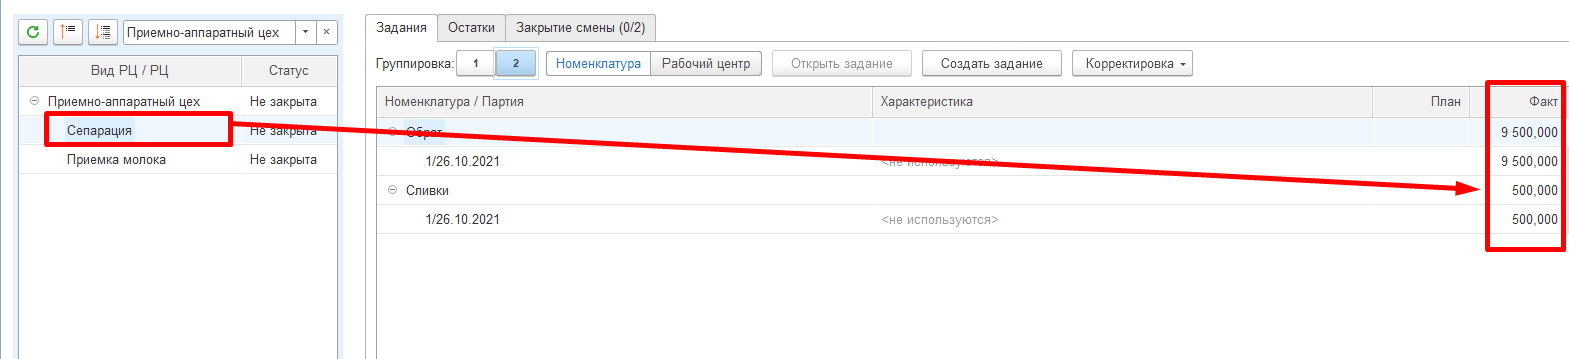 Приемно-аппаратный цех
Вид РЦ / РЦ Статус
Приемно-аппаратный цех Не закрыта
Сепарация Не закрыта
Приемка молока Не закрыта
Задания Остатки Закрытие смены (0/2)
Группировка: 1 2 Номенклатура Рабочий центр Открыть задание Создать задание Корректировка
Номенклатура / Партия Характеристика План Факт
Обрат 9 500,000
1/26.10.2021 <не используются> 9 500,000
Сливки 500,000
1/26.10.2021 <не используются> 500,000